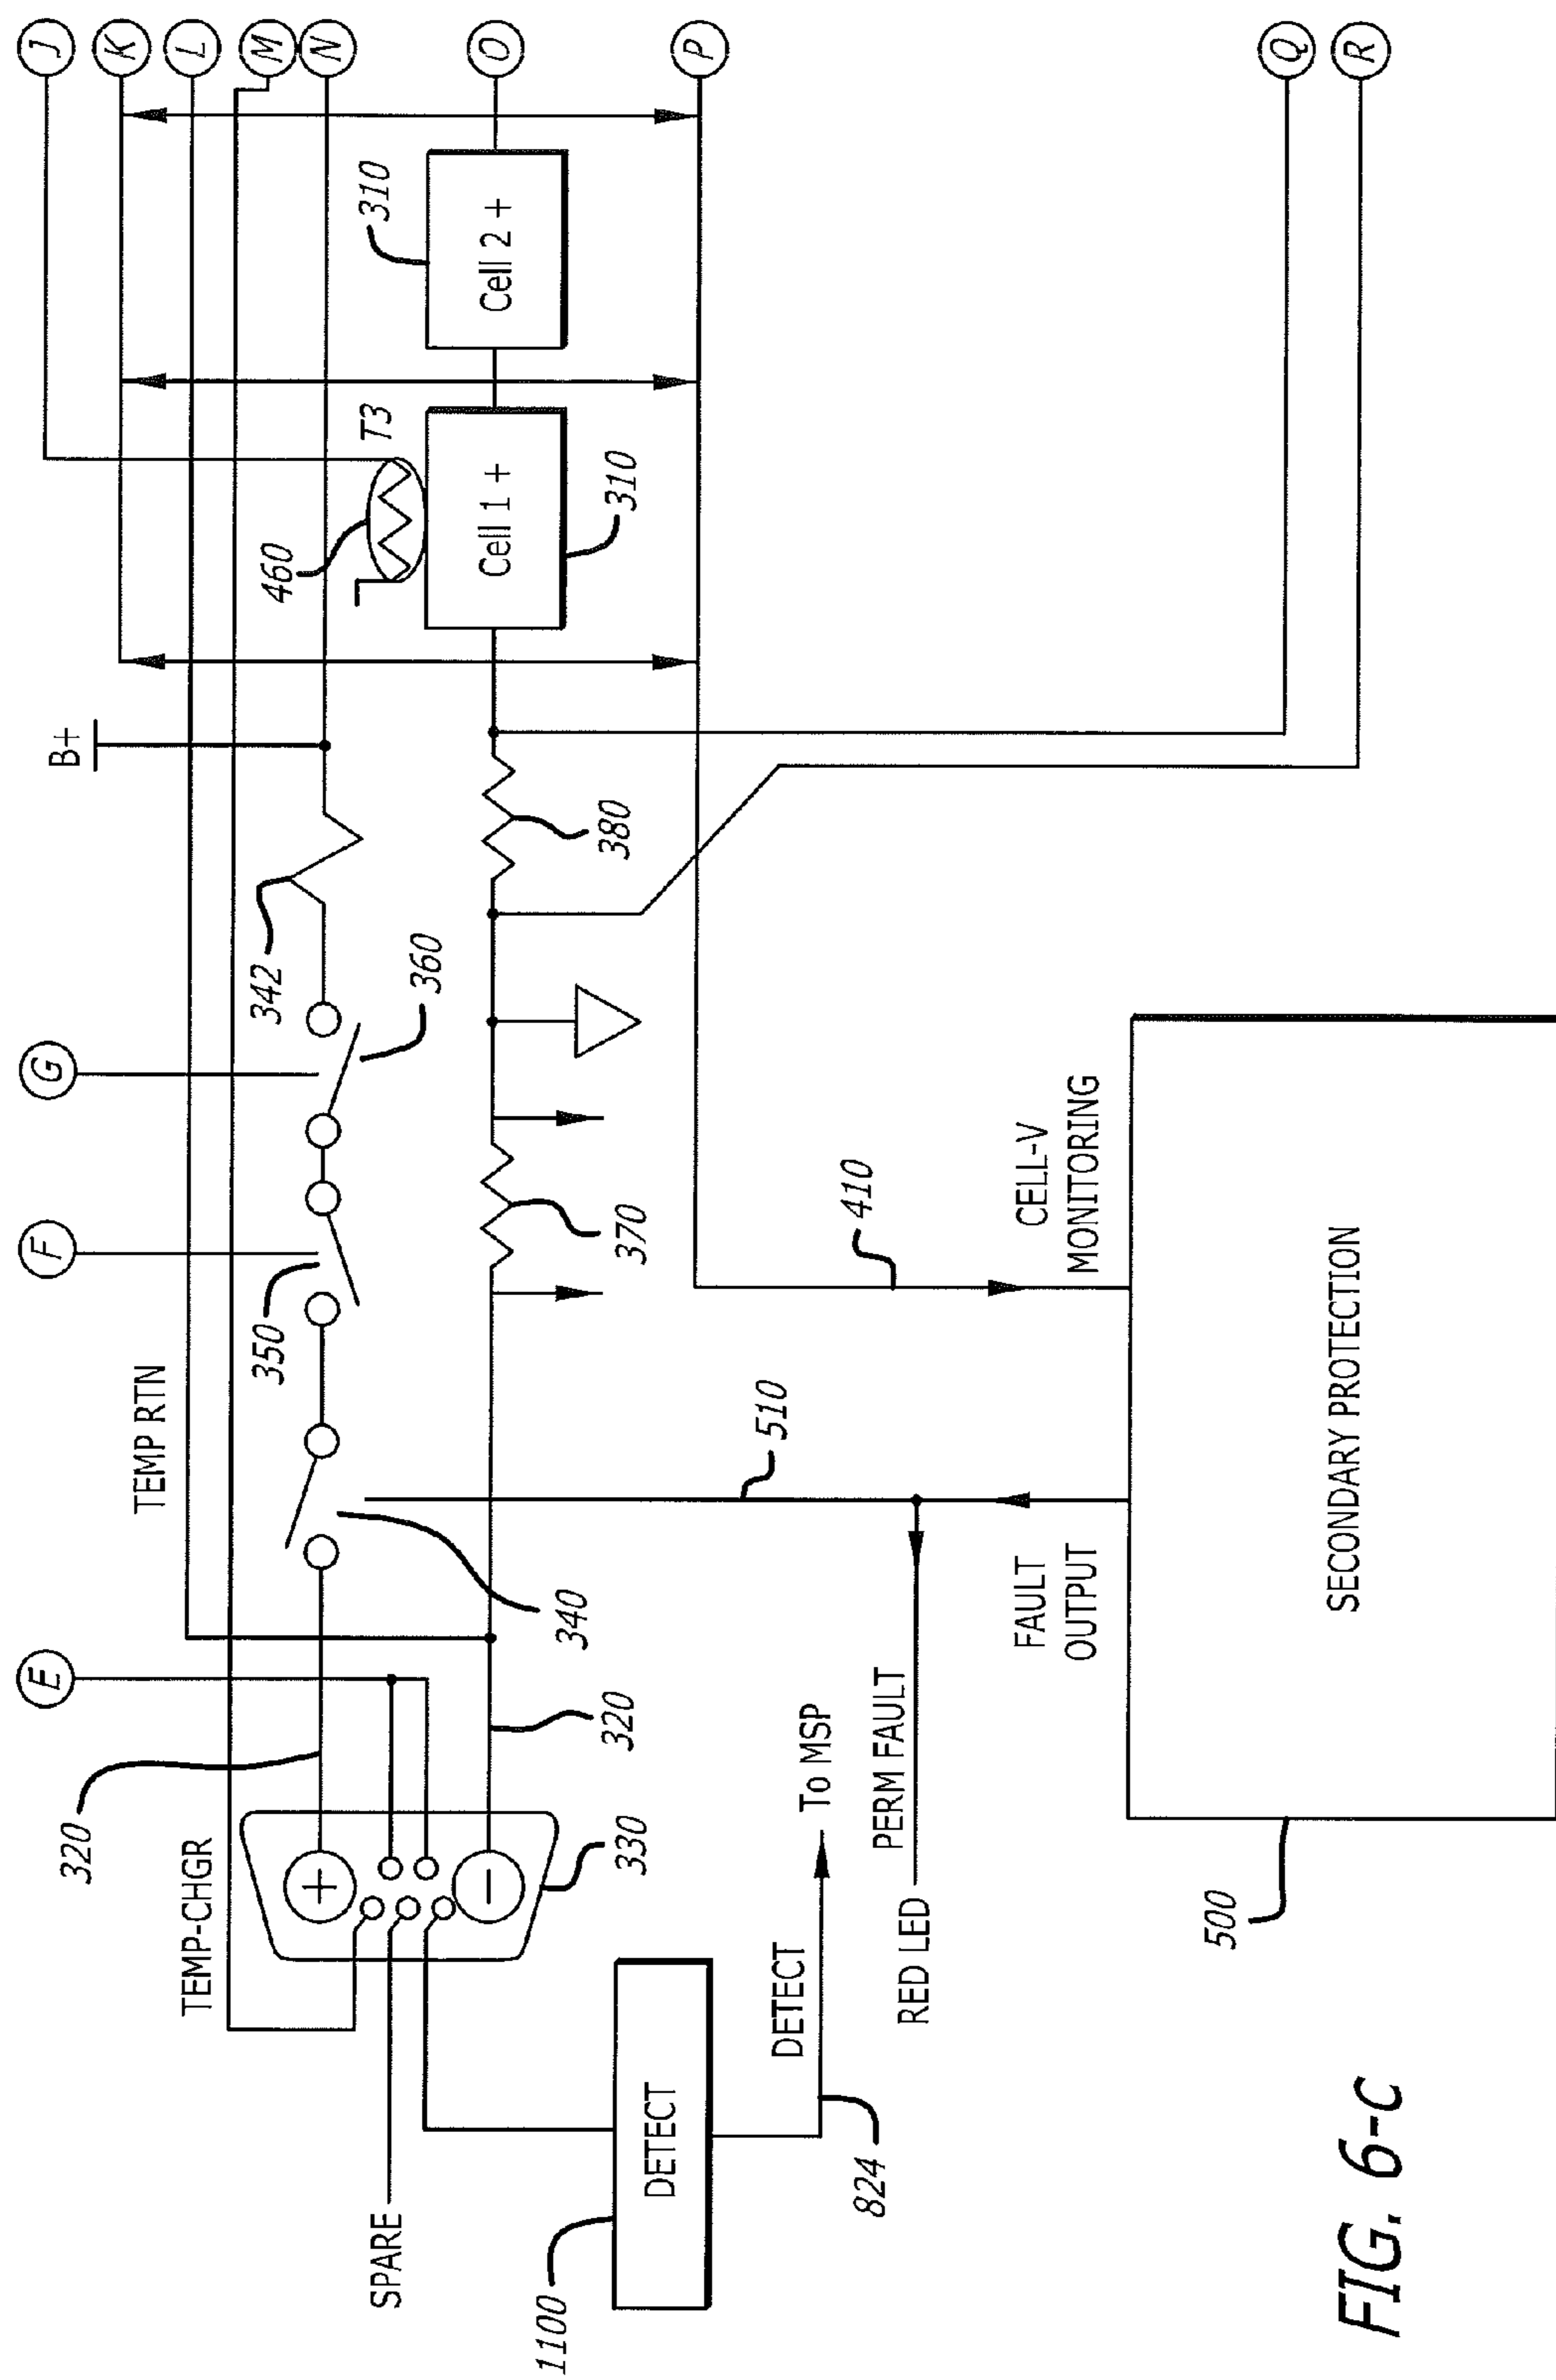 E
F
G
J
K
L
M
N
O
P
Q
R
TEMP RTN
B+
320
TEMP-CHGR
350
342
460
T3
310
+
−
340
360
Cell 1 +
Cell 2 +
SPARE
330
320
370
380
310
1100
DETECT
DETECT
To MSP
824
510
410
RED LED
PERM FAULT
FAULT
OUTPUT
CELL-V
MONITORING
500
SECONDARY PROTECTION
FIG. 6-C